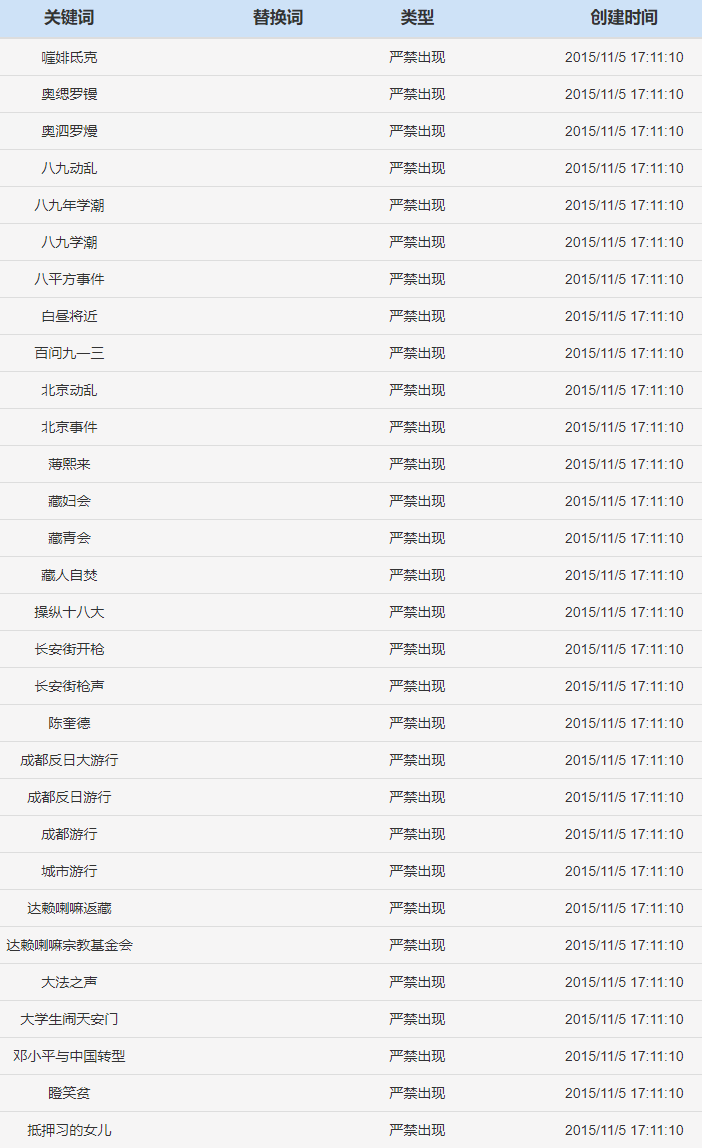 关键词 替换词 类型 创建时间
嘊婔氐克 严禁出现 2015/11/5 17:11:10
奥缌罗镘 严禁出现 2015/11/5 17:11:10
奥泗罗熳 严禁出现 2015/11/5 17:11:10
八九动乱 严禁出现 2015/11/5 17:11:10
八九年学潮 严禁出现 2015/11/5 17:11:10
八九学潮 严禁出现 2015/11/5 17:11:10
八平方事件 严禁出现 2015/11/5 17:11:10
白昼将近 严禁出现 2015/11/5 17:11:10
百问九一三 严禁出现 2015/11/5 17:11:10
北京动乱 严禁出现 2015/11/5 17:11:10
北京事件 严禁出现 2015/11/5 17:11:10
薄熙来 严禁出现 2015/11/5 17:11:10
藏妇会 严禁出现 2015/11/5 17:11:10
藏青会 严禁出现 2015/11/5 17:11:10
藏人自焚 严禁出现 2015/11/5 17:11:10
操纵十八大 严禁出现 2015/11/5 17:11:10
长安街开枪 严禁出现 2015/11/5 17:11:10
长安街枪声 严禁出现 2015/11/5 17:11:10
陈奎德 严禁出现 2015/11/5 17:11:10
成都反日大游行 严禁出现 2015/11/5 17:11:10
成都反日游行 严禁出现 2015/11/5 17:11:10
成都游行 严禁出现 2015/11/5 17:11:10
城市游行 严禁出现 2015/11/5 17:11:10
达赖喇嘛返藏 严禁出现 2015/11/5 17:11:10
达赖喇嘛宗教基金会 严禁出现 2015/11/5 17:11:10
大法之声 严禁出现 2015/11/5 17:11:10
大学生闹天安门 严禁出现 2015/11/5 17:11:10
邓小平与中国转型 严禁出现 2015/11/5 17:11:10
瞪笑贫 严禁出现 2015/11/5 17:11:10
抵押习的女儿 严禁出现 2015/11/5 17:11:10